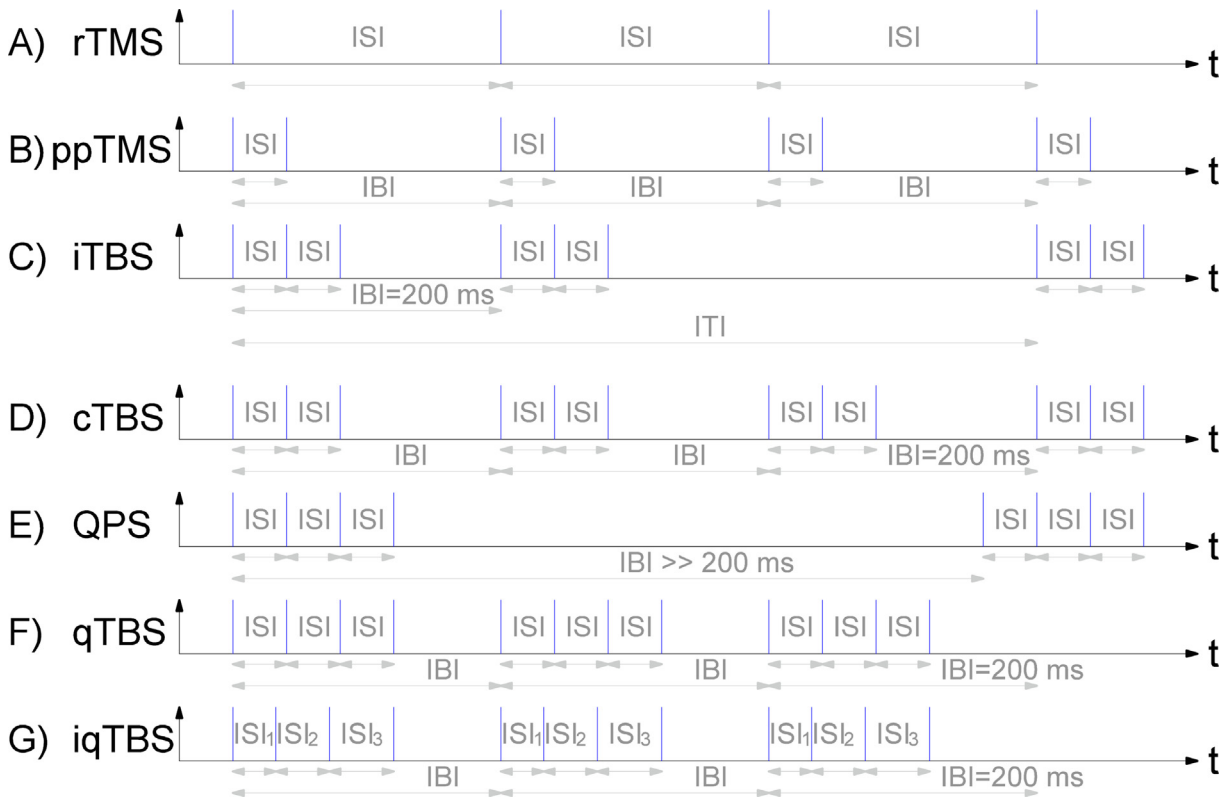 A) rTMS ISI ISI ISI t
B) ppTMS ISI ISI ISI ISI t
IBI IBI IBI
C) iTBS ISI ISI ISI ISI ISI ISI t
IBI=200 ms
ITI
D) cTBS ISI ISI ISI ISI ISI ISI ISI ISI t
IBI IBI IBI=200 ms
E) QPS ISI ISI ISI ISI ISI ISI t
IBI >> 200 ms
F) qTBS ISI ISI ISI ISI ISI ISI ISI ISI ISI t
IBI IBI IBI=200 ms
G) iqTBS ISI₁ ISI₂ ISI₃ ISI₁ ISI₂ ISI₃ ISI₁ ISI₂ ISI₃ t
IBI IBI IBI=200 ms